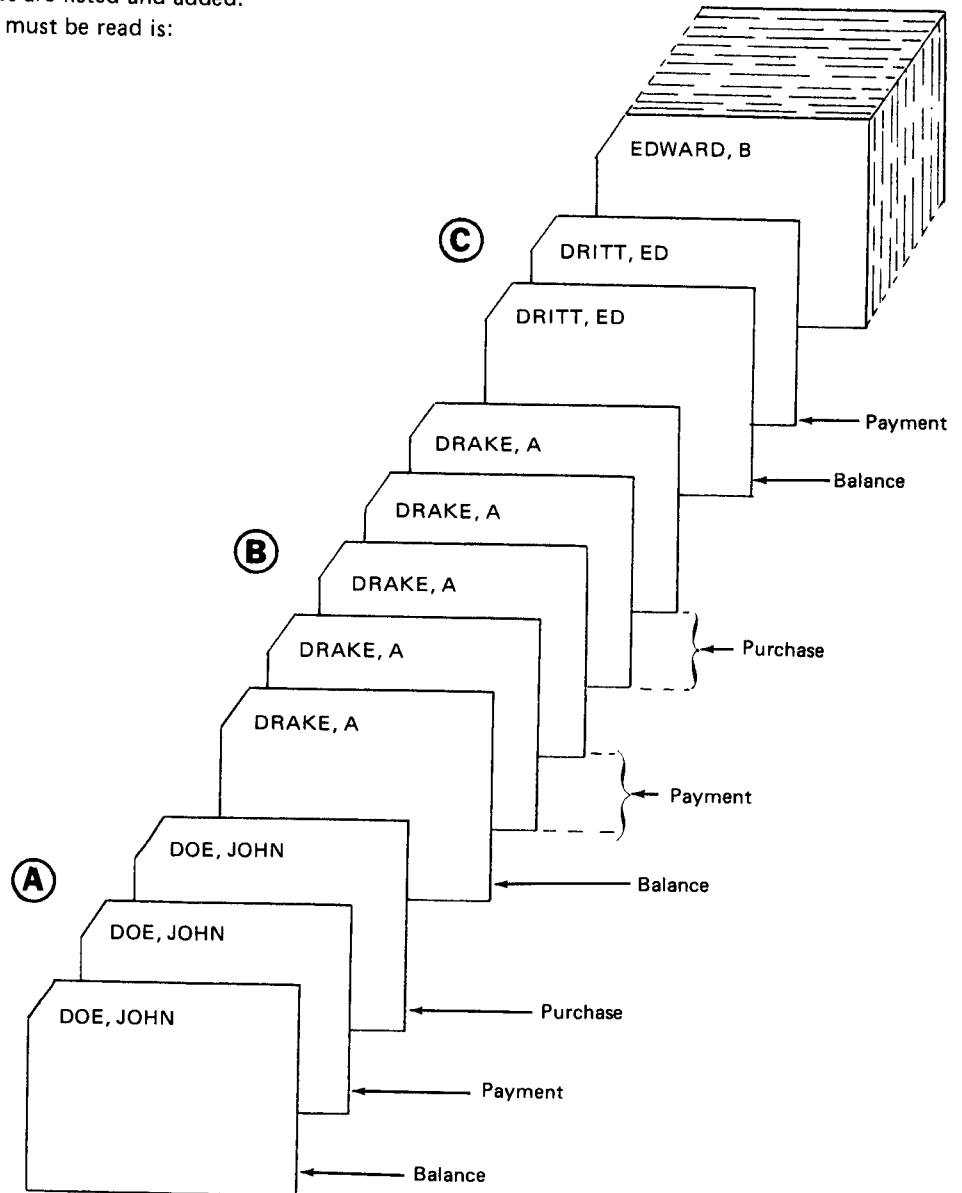 are listed and added.
must be read is:
EDWARD, B
C
DRITT, ED
DRITT, ED
Payment
DRAKE, A
Balance
DRAKE, A
B
DRAKE, A
DRAKE, A
Purchase
DRAKE, A
Payment
DOE, JOHN
A
Balance
DOE, JOHN
DOE, JOHN
Purchase
Payment
Balance